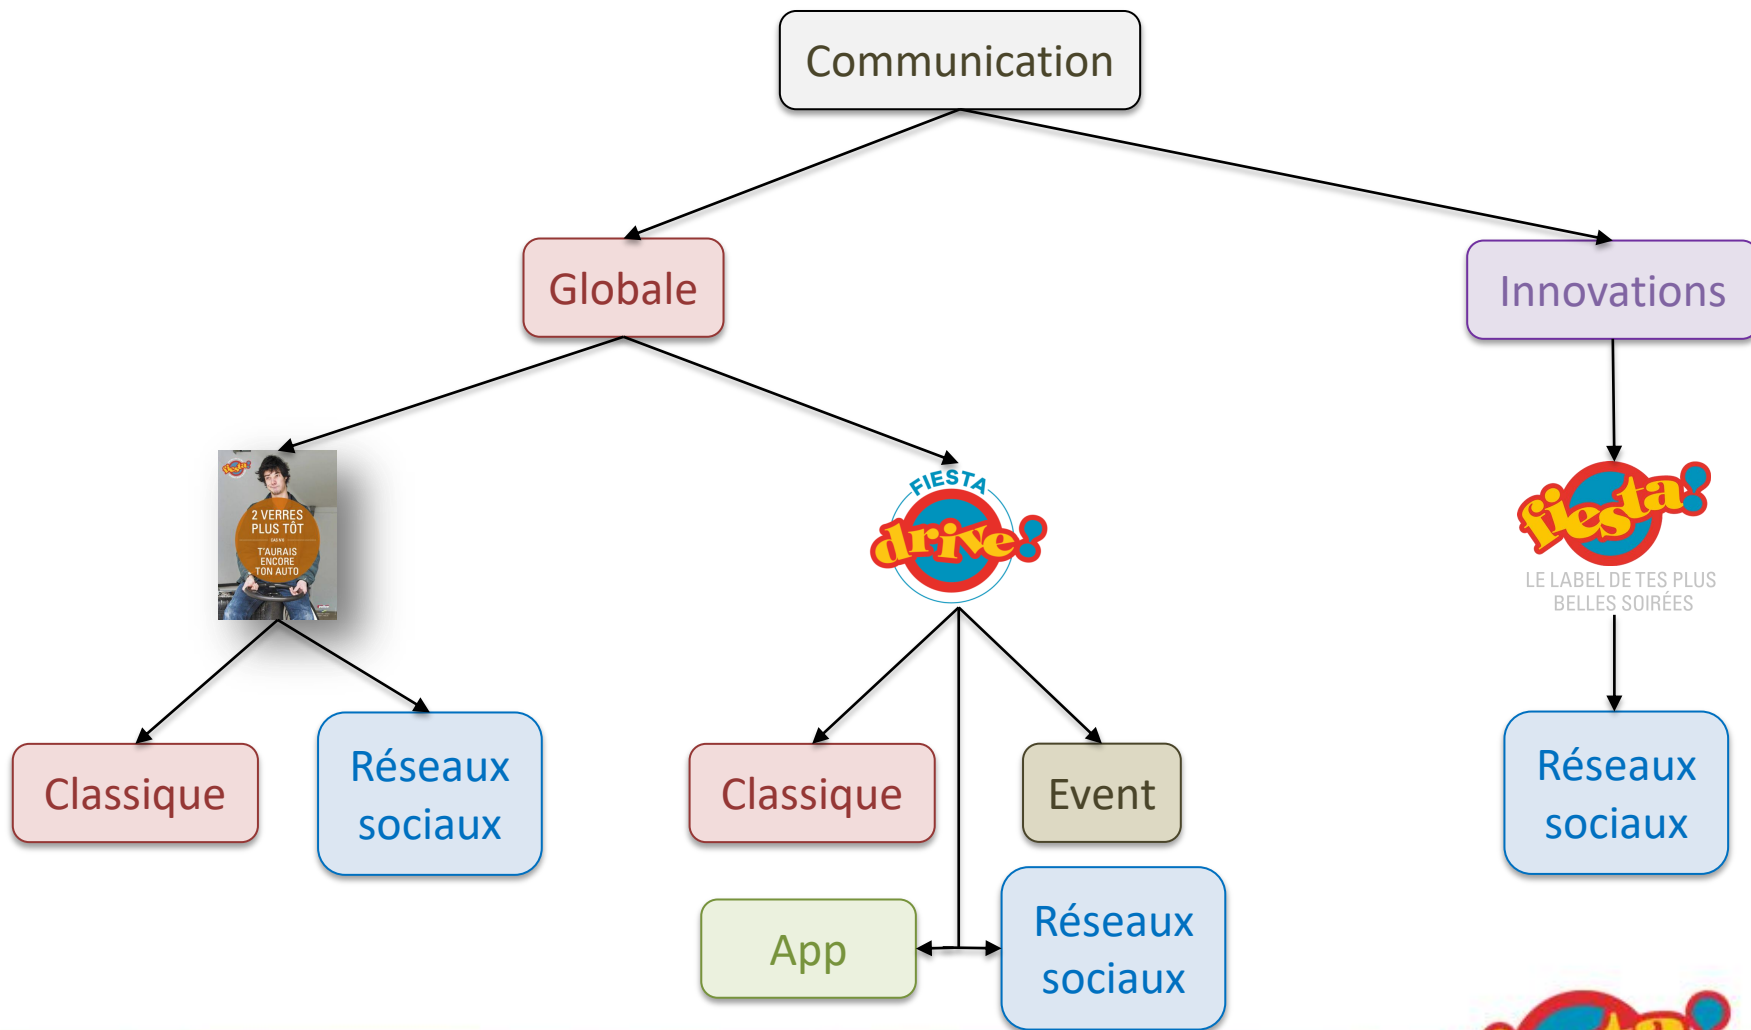 Communication
Globale
Innovations
fiesta!
2 VERRES
PLUS TÔT
T'AURAIS
ENCORE
TON AUTO
FIESTA
drive!
fiesta!
LE LABEL DE TES PLUS
BELLES SOIRÉES
Classique
Réseaux
sociaux
Classique
Event
Réseaux
sociaux
App
Réseaux
sociaux